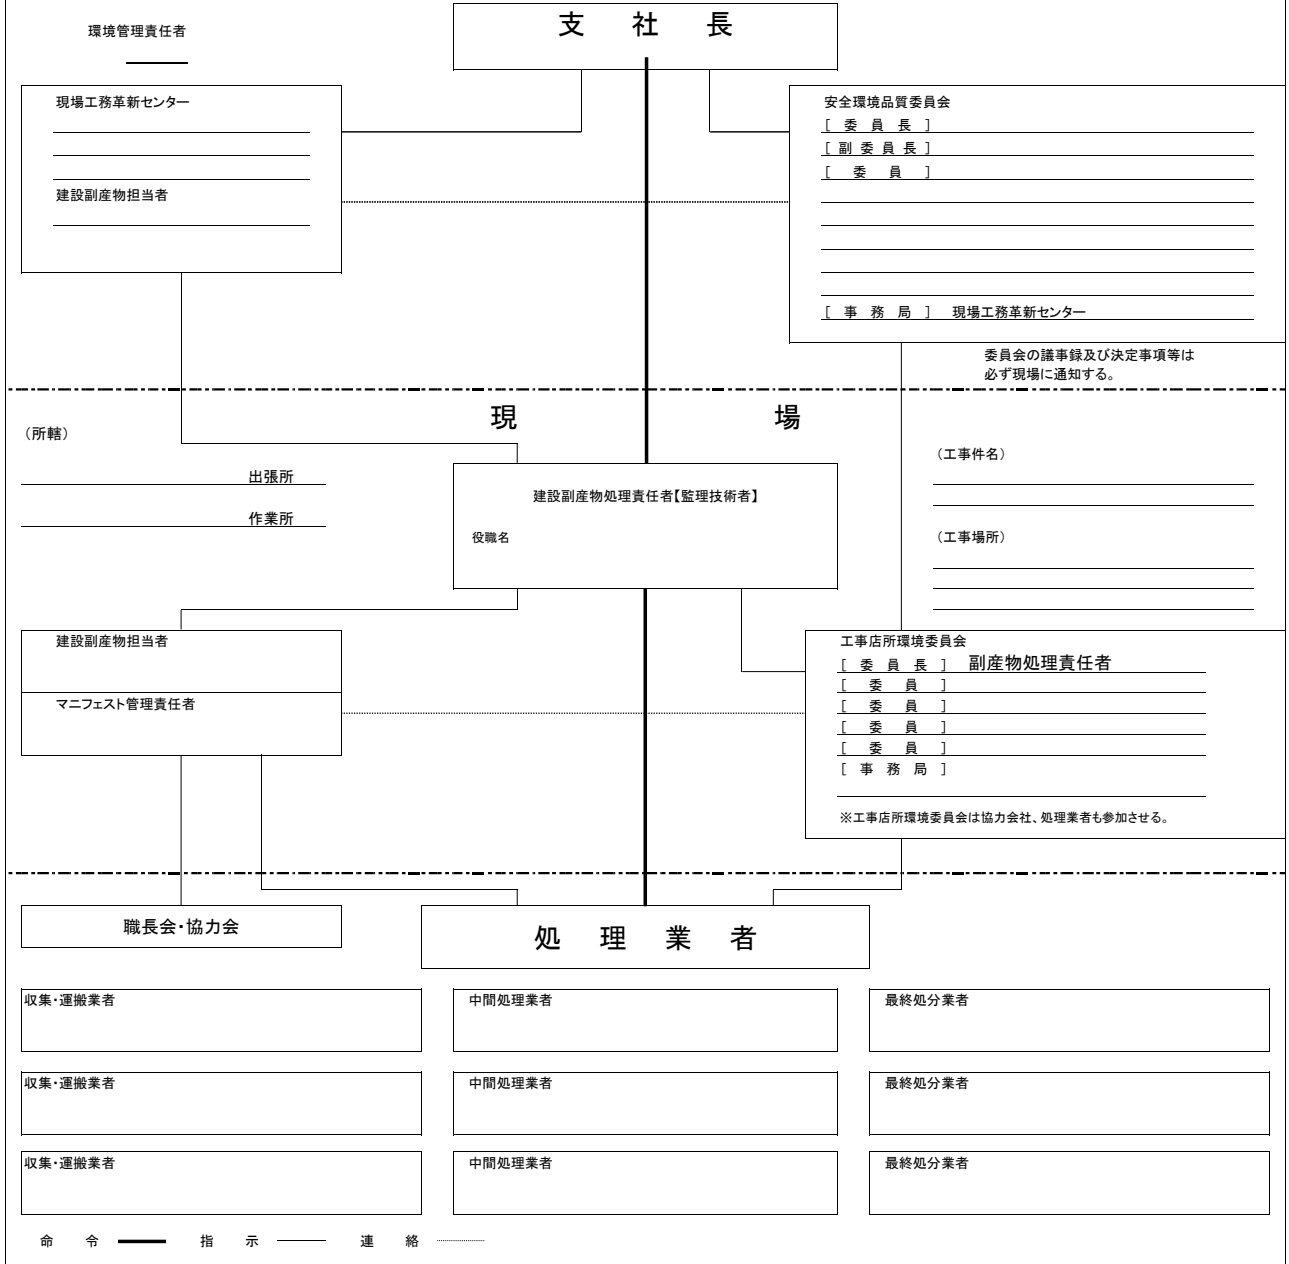 支　社　長
環境管理責任者
現場工務革新センター
建設副産物担当者
安全環境品質委員会
[　委　員　長　]
[ 副 委 員 長 ]
[　委　　員　]
[　事　務　局　]　現場工務革新センター
委員会の議事録及び決定事項等は
必ず現場に通知する。
現　場
（所轄）
出張所
作業所
建設副産物処理責任者【監理技術者】
役職名
（工事件名）
（工事場所）
建設副産物担当者
マニフェスト管理責任者
工事店所環境委員会
[　委　員　長　]　副産物処理責任者
[　委　　員　]
[　委　　員　]
[　委　　員　]
[　委　　員　]
[　事　務　局　]
※工事店所環境委員会は協力会社、処理業者も参加させる。
職長会・協力会
処　理　業　者
収集・運搬業者　中間処理業者　最終処分業者
収集・運搬業者　中間処理業者　最終処分業者
収集・運搬業者　中間処理業者　最終処分業者
命　令　指　示　連　絡